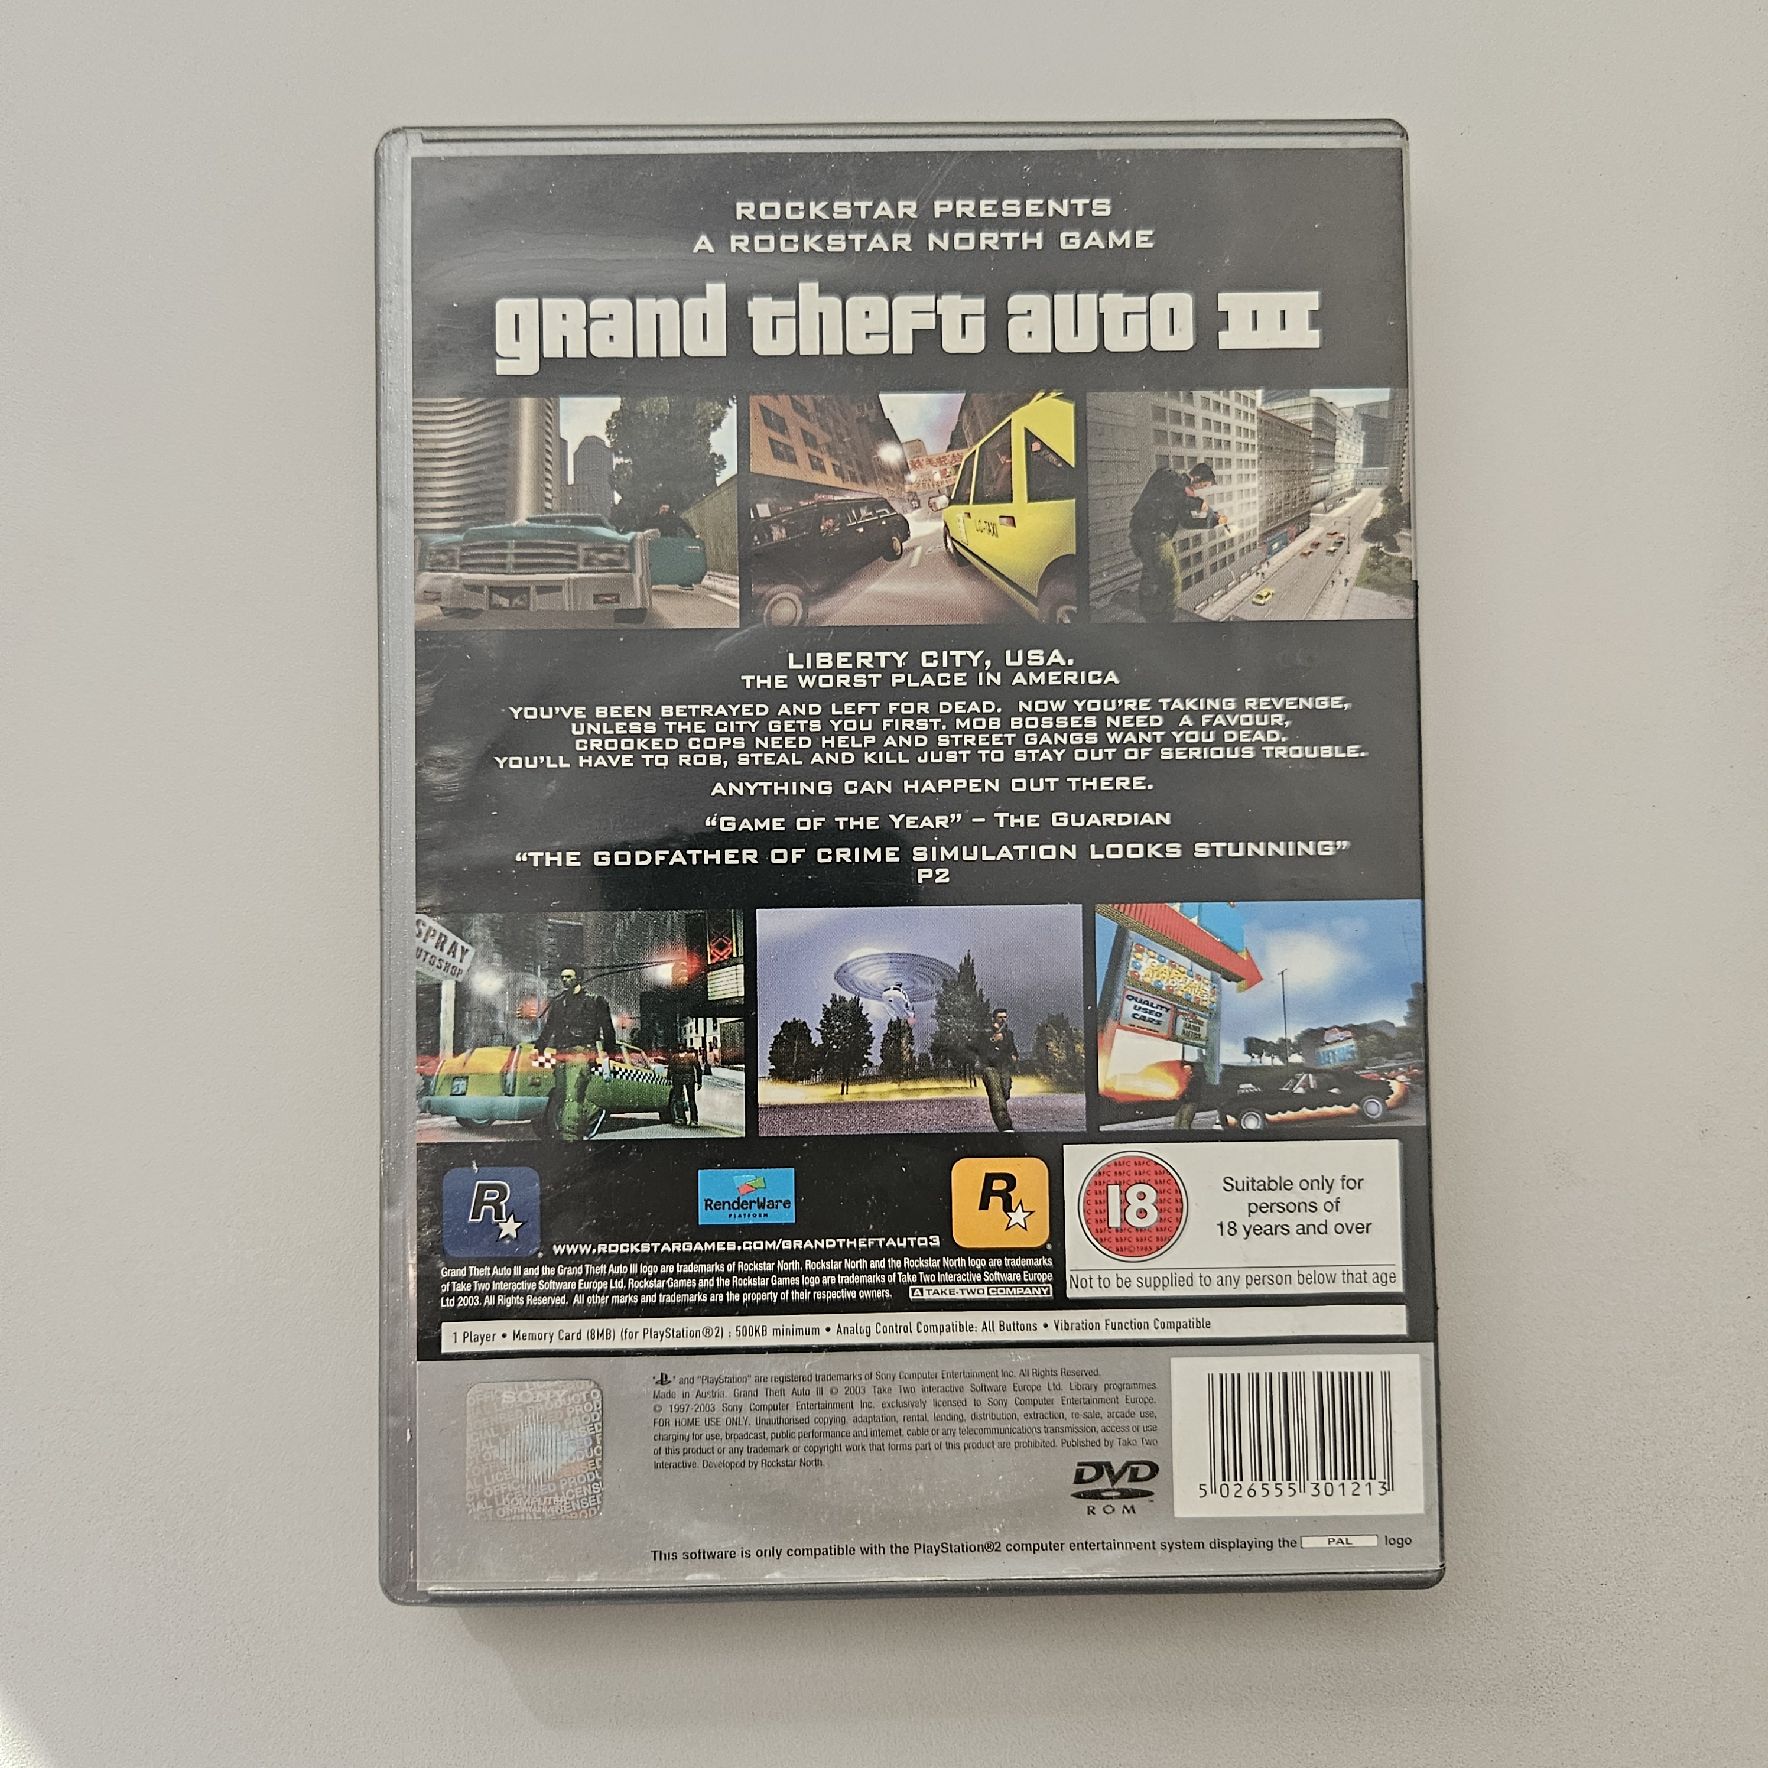 ROCKSTAR PRESENTS
A ROCKSTAR NORTH GAME
grand theft auto III
LC-TAXI
LIBERTY CITY, USA.
THE WORST PLACE IN AMERICA
YOU'VE BEEN BETRAYED AND LEFT FOR DEAD. NOW YOU'RE TAKING REVENGE,
UNLESS THE CITY GETS YOU FIRST. MOB BOSSES NEED A FAVOUR,
CROOKED COPS NEED HELP AND STREET GANGS WANT YOU DEAD.
YOU'LL HAVE TO ROB, STEAL AND KILL JUST TO STAY OUT OF SERIOUS TROUBLE.
ANYTHING CAN HAPPEN OUT THERE.
“GAME OF THE YEAR” – THE GUARDIAN
“THE GODFATHER OF CRIME SIMULATION LOOKS STUNNING”
P2
SPRAY
UTOSHOP
QUALITY
USED
CARS
R
RenderWare
PLATFORM
R
WWW.ROCKSTARGAMES.COM/GRANDTHEFTAUTO3
18
Suitable only for
persons of
18 years and over
Not to be supplied to any person below that age
Grand Theft Auto III and the Grand Theft Auto III logo are trademarks of Rockstar North. Rockstar North and the Rockstar North logo are trademarks
of Take Two Interactive Software Europe Ltd. Rockstar Games and the Rockstar Games logo are trademarks of Take Two Interactive Software Europe
Ltd 2003. All Rights Reserved. All other marks and trademarks are the property of their respective owners. A TAKE-TWO COMPANY
1 Player • Memory Card (8MB) (for PlayStation®2) : 500KB minimum • Analog Control Compatible: All Buttons • Vibration Function Compatible
SONY
" " and "PlayStation" are registered trademarks of Sony Computer Entertainment Inc. All Rights Reserved.
Made in Austria. Grand Theft Auto III © 2003 Take Two Interactive Software Europe Ltd. Library programmes
© 1997-2003 Sony Computer Entertainment Inc. exclusively licensed to Sony Computer Entertainment Europe.
FOR HOME USE ONLY. Unauthorised copying, adaptation, rental, lending, distribution, extraction, re-sale, arcade use,
charging for use, broadcast, public performance and internet, cable or any telecommunications transmission, access or use
of this product or any trademark or copyright work that forms part of this product are prohibited. Published by Take Two
Interactive. Developed by Rockstar North.
DVD
ROM
5 026555 301213
This software is only compatible with the PlayStation®2 computer entertainment system displaying the PAL logo